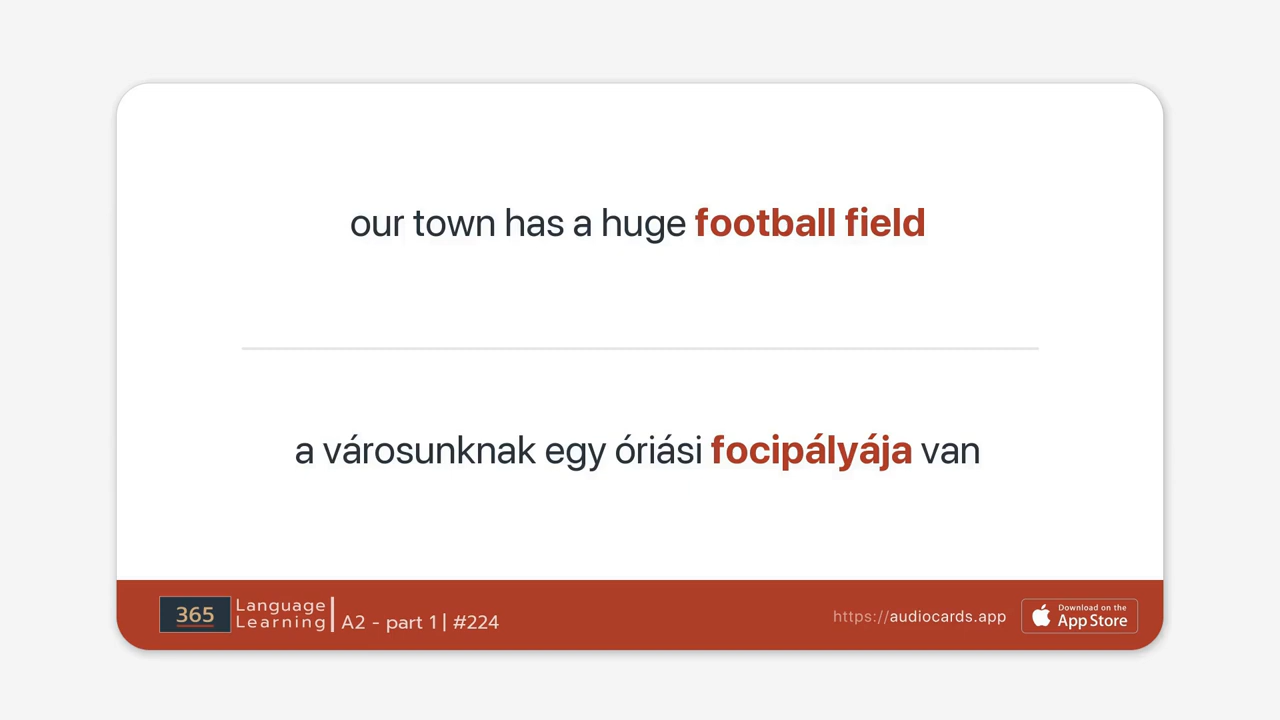 our town has a huge football field
a városunknak egy óriási focipályája van
365 Language Learning
A2 - part 1 | #224
https://audiocards.app
Download on the
App Store